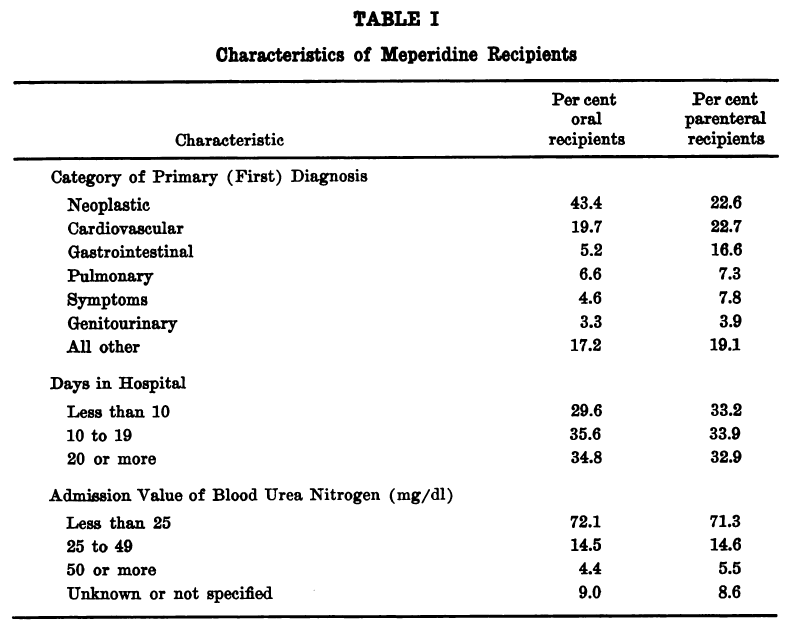 TABLE I
Characteristics of Meperidine Recipients
Characteristic Per cent oral recipients Per cent parenteral recipients
Category of Primary (First) Diagnosis
Neoplastic 43.4 22.6
Cardiovascular 19.7 22.7
Gastrointestinal 5.2 16.6
Pulmonary 6.6 7.3
Symptoms 4.6 7.8
Genitourinary 3.3 3.9
All other 17.2 19.1
Days in Hospital
Less than 10 29.6 33.2
10 to 19 35.6 33.9
20 or more 34.8 32.9
Admission Value of Blood Urea Nitrogen (mg/dl)
Less than 25 72.1 71.3
25 to 49 14.5 14.6
50 or more 4.4 5.5
Unknown or not specified 9.0 8.6